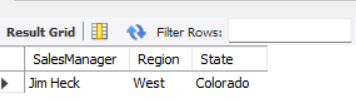 Result Grid Filter Rows:
SalesManager Region State
Jim Heck West Colorado